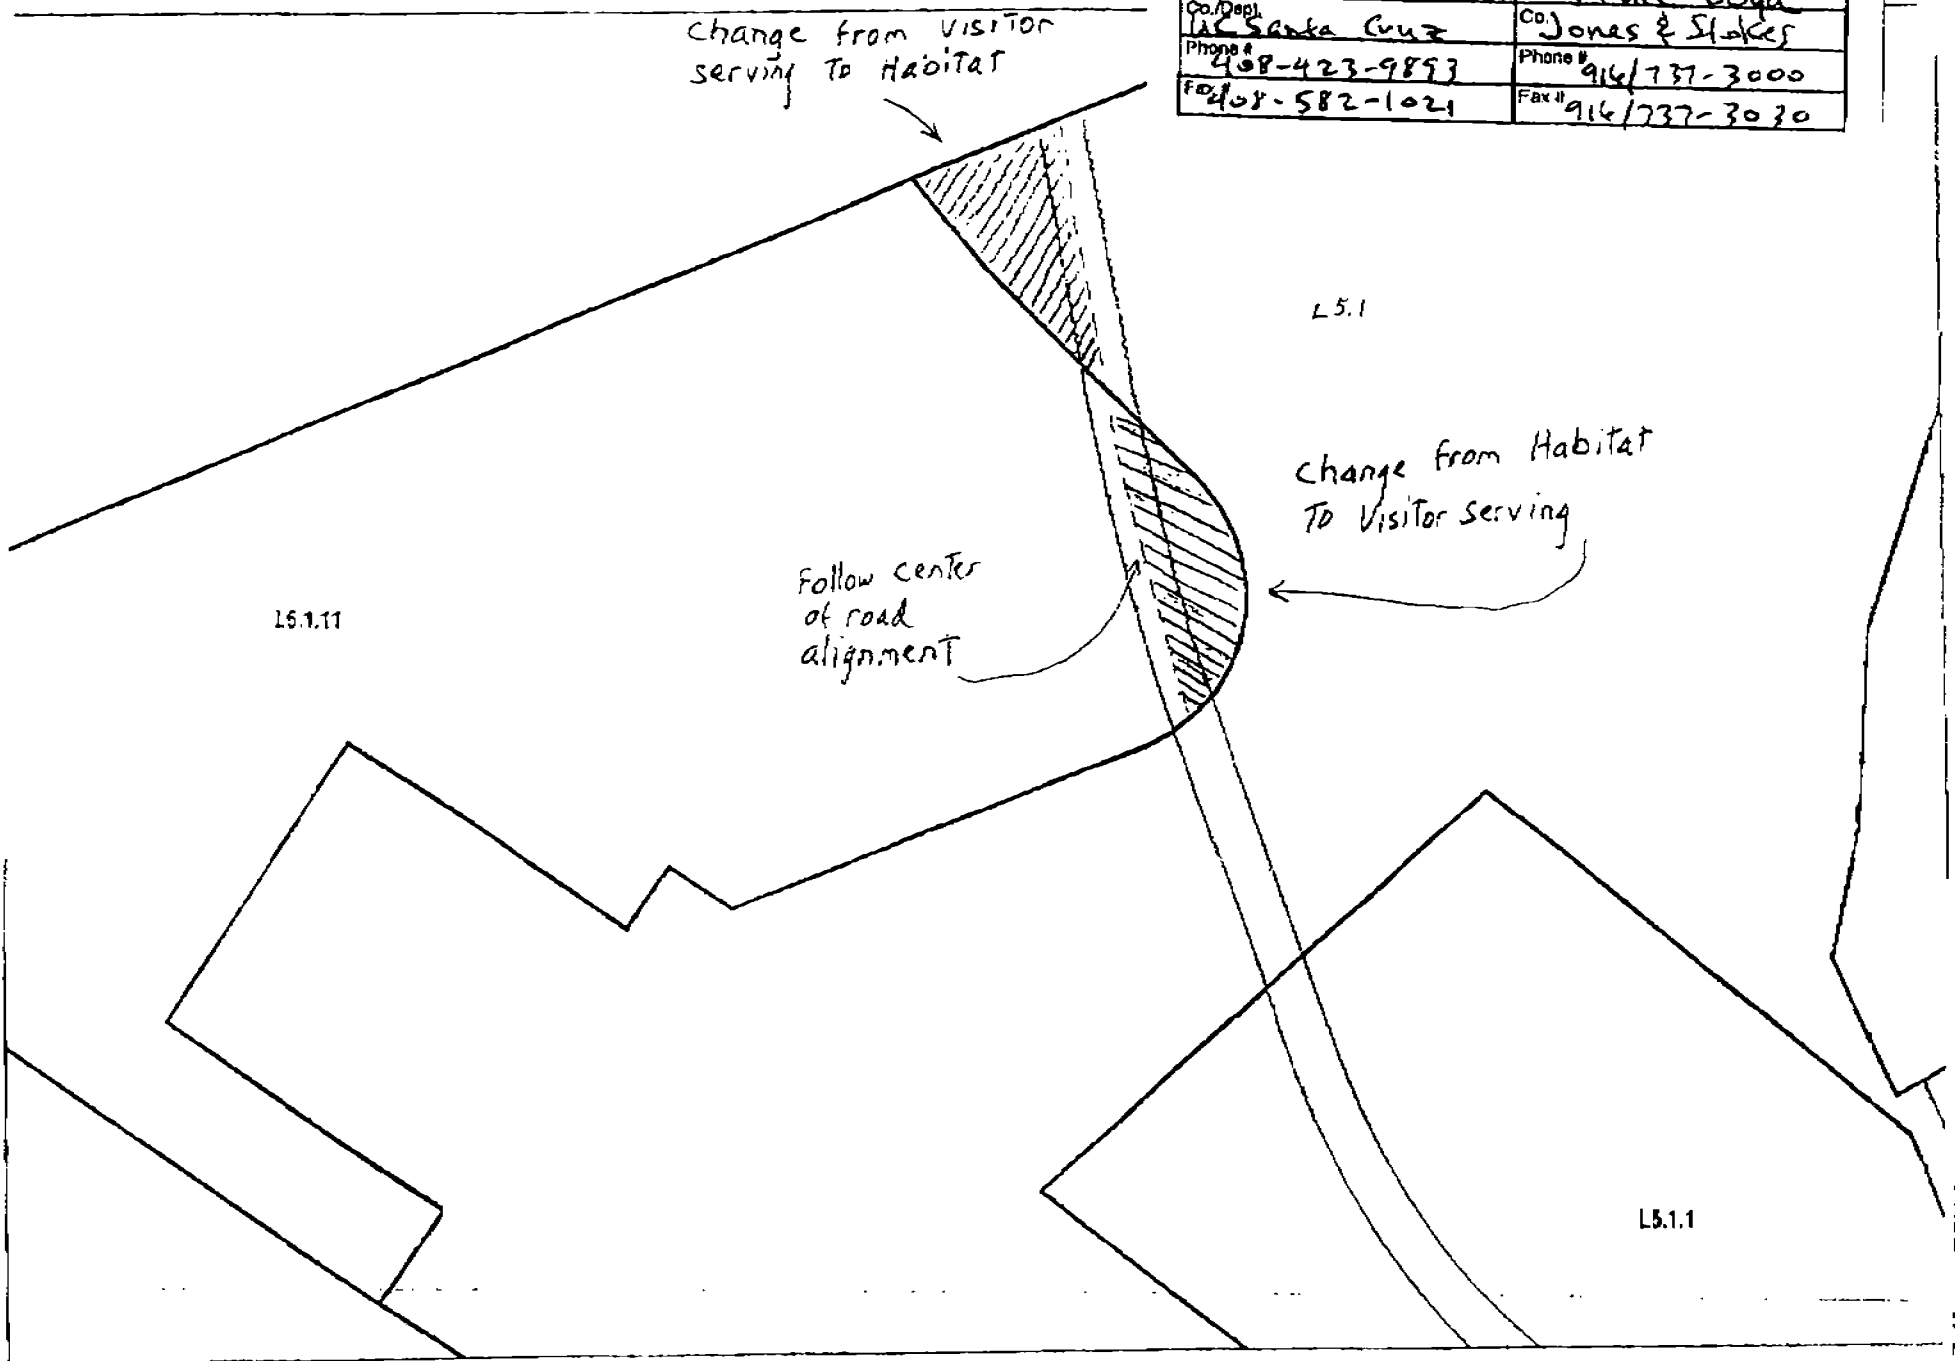 Change from Visitor
serving To Habitat
Co./Dept.
UC Santa Cruz
Co.
Jones & Stokes
Phone #
408-423-9893
Phone #
916/737-3000
Fax #
408-582-1021
Fax #
916/737-3030
L5.1
Change from Habitat
To Visitor serving
Follow center
of road
alignment
L5.1.11
L5.1.1